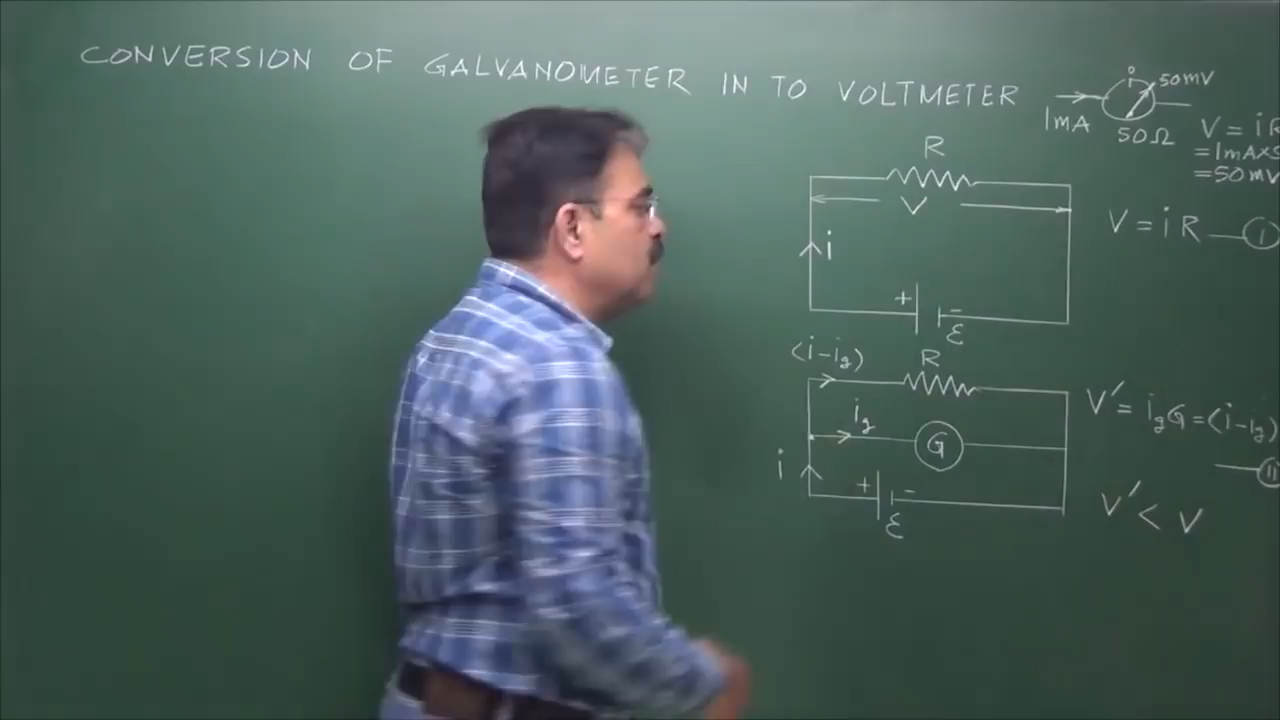 CONVERSION OF GALVANOMETER IN TO VOLTMETER
0
50mV
1mA
50Ω
V = iR
= 1mA×5
= 50mV
R
V
V = iR — I
i
+ -
ε
(i-ig)
R
V′ = igG = (i-ig)
ig
G
II
i
+ -
ε
V′ < V